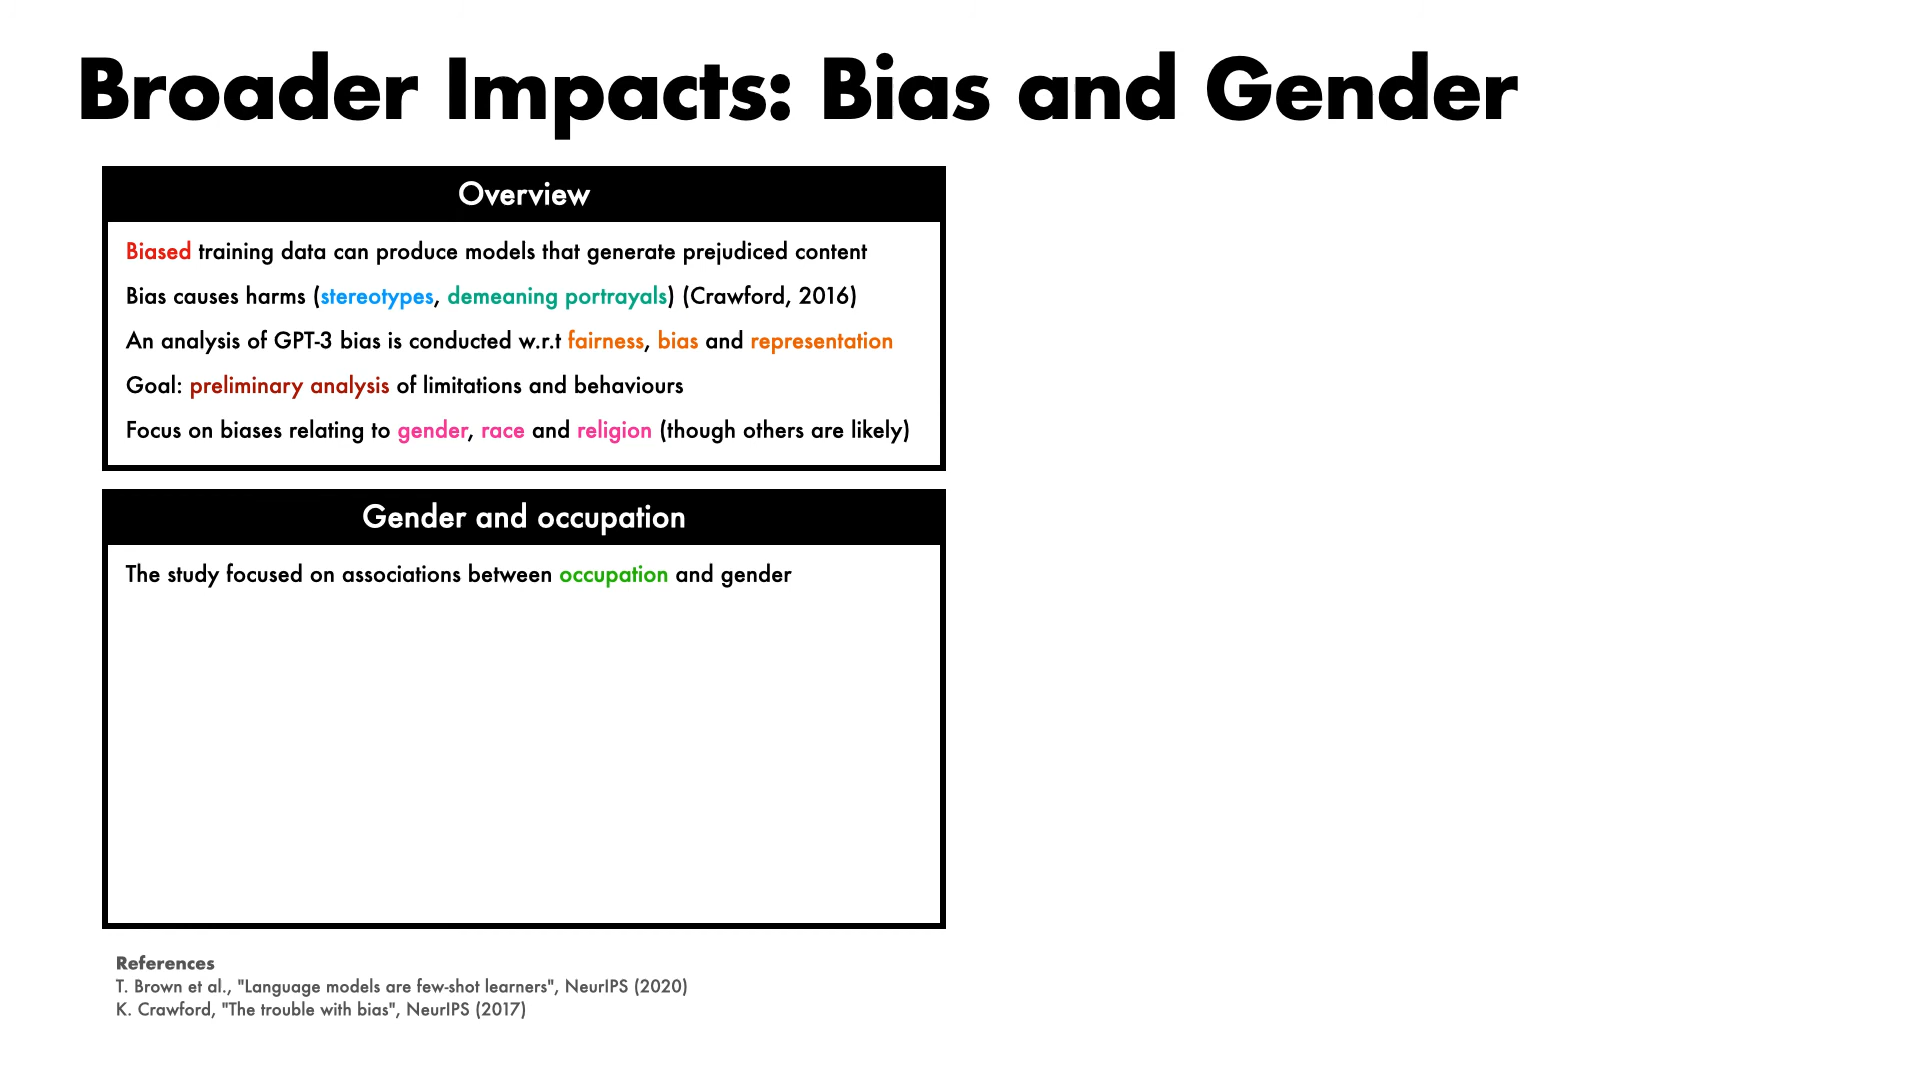 Broader Impacts: Bias and Gender
Overview
Biased training data can produce models that generate prejudiced content
Bias causes harms (stereotypes, demeaning portrayals) (Crawford, 2016)
An analysis of GPT-3 bias is conducted w.r.t fairness, bias and representation
Goal: preliminary analysis of limitations and behaviours
Focus on biases relating to gender, race and religion (though others are likely)
Gender and occupation
The study focused on associations between occupation and gender
References
T. Brown et al., "Language models are few-shot learners", NeurIPS (2020)
K. Crawford, "The trouble with bias", NeurIPS (2017)